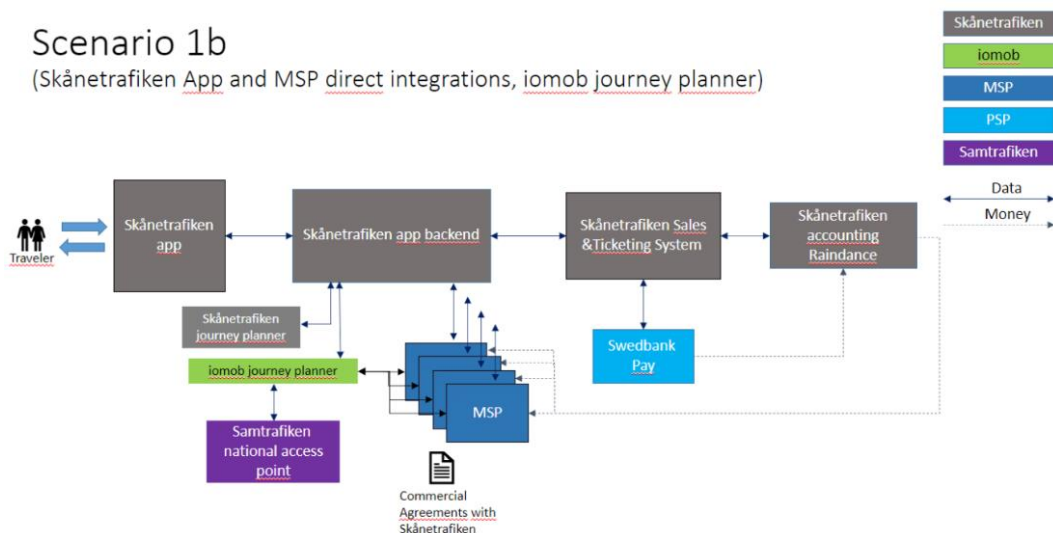 Scenario 1b
(Skånetrafiken App and MSP direct integrations, iomob journey planner)
Skånetrafiken
iomob
MSP
PSP
Samtrafiken
Data
Money
Traveler
Skånetrafiken
app
Skånetrafiken app backend
Skånetrafiken Sales
&Ticketing System
Skånetrafiken
accounting
Raindance
Skånetrafiken
journey planner
iomob journey planner
Samtrafiken
national access
point
MSP
Swedbank
Pay
Commercial
Agreements with
Skånetrafiken